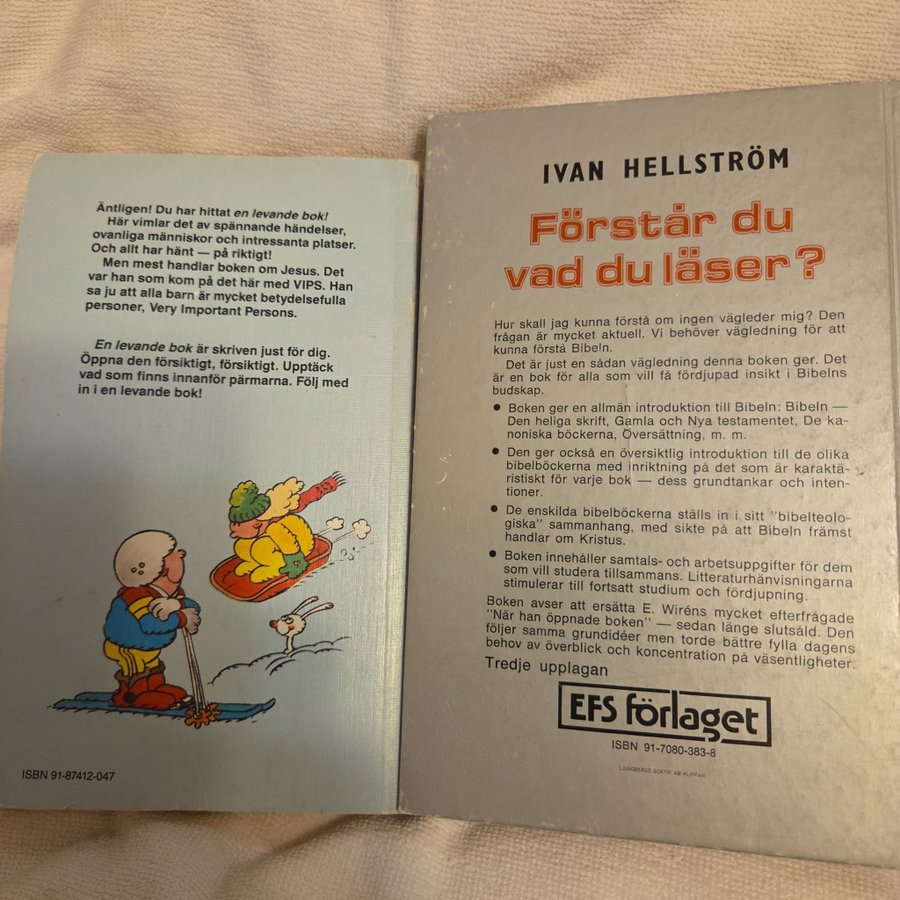 Äntligen! Du har hittat en levande bok!
Här vimlar det av spännande händelser,
ovanliga människor och intressanta platser.
Och allt har hänt — på riktigt!
Men mest handlar boken om Jesus. Det
var han som kom på det här med VIPS. Han
sa ju att alla barn är mycket betydelsefulla
personer, Very Important Persons.
En levande bok är skriven just för dig.
Öppna den försiktigt, försiktigt. Upptäck
vad som finns innanför pärmarna. Följ med
in i en levande bok!
ISBN 91-87412-047
IVAN HELLSTRÖM
Förstår du
vad du läser?
Hur skall jag kunna förstå om ingen vägleder mig? Den
frågan är mycket aktuell. Vi behöver vägledning för att
kunna förstå Bibeln.
Det är just en sådan vägledning denna boken ger. Det
är en bok för alla som vill få fördjupad insikt i Bibelns
budskap.
• Boken ger en allmän introduktion till Bibeln: Bibeln —
Den heliga skrift, Gamla och Nya testamentet, De ka-
noniska böckerna, Översättning, m. m.
• Den ger också en översiktlig introduktion till de olika
bibelböckerna med inriktning på det som är karaktä-
ristiskt för varje bok — dess grundtankar och inten-
tioner.
• De enskilda bibelböckerna ställs in i sitt "bibelteolo-
giska" sammanhang, med sikte på att Bibeln främst
handlar om Kristus.
• Boken innehåller samtals- och arbetsuppgifter för dem
som vill studera tillsammans. Litteraturhänvisningarna
stimulerar till fortsatt studium och fördjupning.
Boken avser att ersätta E. Wiréns mycket efterfrågade
"När han öppnade boken" — sedan länge slutsåld. Den
följer samma grundidéer men torde bättre fylla dagens
behov av överblick och koncentration på väsentligheter.
Tredje upplagan
EFS förlaget
ISBN 91-7080-383-8
LJUNGBERGS BOKTR. AB KLIPPAN